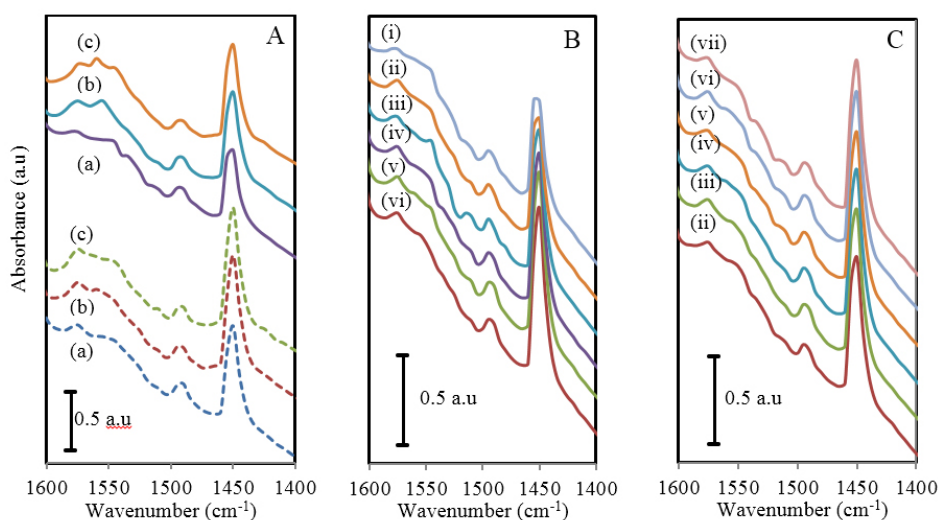 Absorbance (a.u)
A
(c)
(b)
(a)
(c)
(b)
(a)
0.5 a.u
1600 1550 1500 1450 1400
Wavenumber (cm-1)
B
(i)
(ii)
(iii)
(iv)
(v)
(vi)
0.5 a.u
1600 1550 1500 1450 1400
Wavenumber (cm-1)
C
(vii)
(vi)
(v)
(iv)
(iii)
(ii)
0.5 a.u
1600 1550 1500 1450 1400
Wavenumber (cm-1)